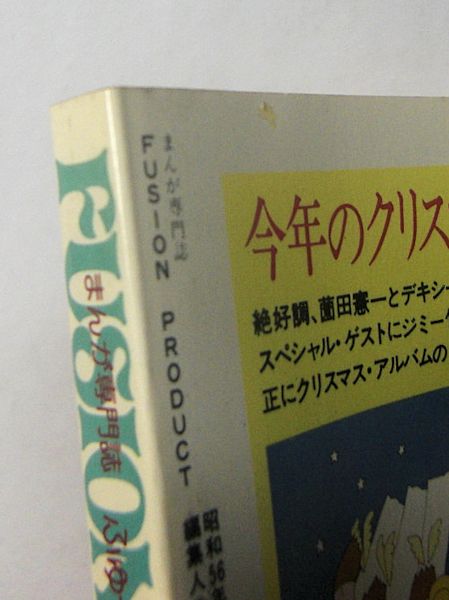 まんが専門誌
FUSION PRODUCT
昭和56年
編集人
今年のクリス
絶好調、薗田憲一とデキシー
スペシャル・ゲストにジミー
正にクリスマス・アルバムの
まんが専門誌 ふゅ